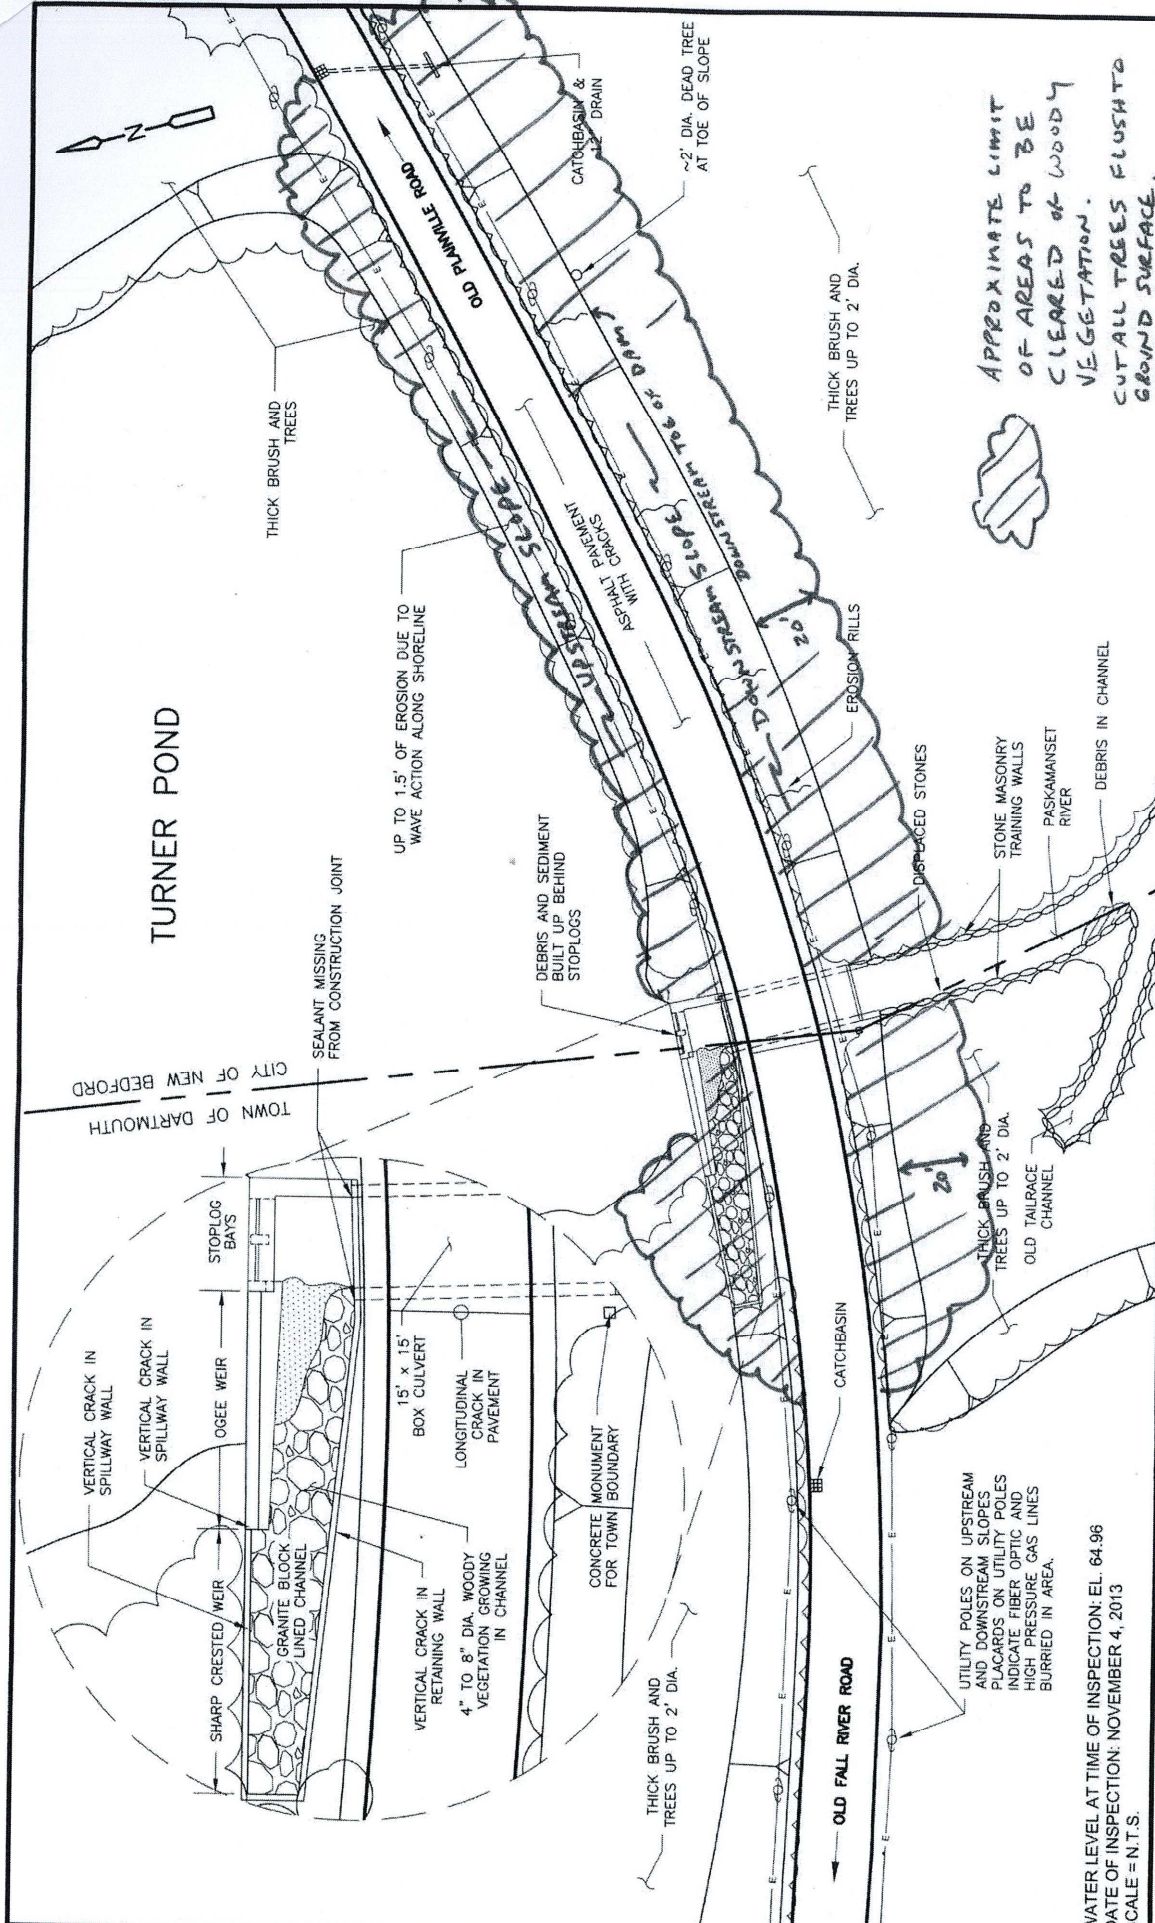 TURNER POND
N
CITY OF NEW BEDFORD
TOWN OF DARTMOUTH
VERTICAL CRACK IN
SPILLWAY WALL
VERTICAL CRACK IN
SPILLWAY WALL
SHARP CRESTED WEIR
OGEE WEIR
STOPLOG
BAYS
GRANITE BLOCK
LINED CHANNEL
SEALANT MISSING
FROM CONSTRUCTION JOINT
15' x 15'
BOX CULVERT
VERTICAL CRACK IN
RETAINING WALL
4" TO 8" DIA. WOODY
VEGETATION GROWING
IN CHANNEL
LONGITUDINAL
CRACK IN
PAVEMENT
CONCRETE MONUMENT
FOR TOWN BOUNDARY
THICK BRUSH AND
TREES UP TO 2' DIA.
UP TO 1.5' OF EROSION DUE TO
WAVE ACTION ALONG SHORELINE
THICK BRUSH AND
TREES
DEBRIS AND SEDIMENT
BUILT UP BEHIND
STOPLOGS
UPSTREAM SLOPE
OLD PLAINVILLE ROAD
CATCHBASIN &
12" DRAIN
ASPHALT PAVEMENT
WITH CRACKS
DOWNSTREAM SLOPE
DOWNSTREAM TOE OF DAM
~2' DIA. DEAD TREE
AT TOE OF SLOPE
20'
EROSION RILLS
THICK BRUSH AND
TREES UP TO 2' DIA.
DISPLACED STONES
STONE MASONRY
TRAINING WALLS
PASKAMANSET
RIVER
DEBRIS IN CHANNEL
20'
THICK BRUSH AND
TREES UP TO 2' DIA.
OLD TAILRACE
CHANNEL
CATCHBASIN
OLD FALL RIVER ROAD
UTILITY POLES ON UPSTREAM
AND DOWNSTREAM SLOPES
PLACARDS ON UTILITY POLES
INDICATE FIBER OPTIC AND
HIGH PRESSURE GAS LINES
BURRIED IN AREA.
APPROXIMATE LIMIT
OF AREAS TO BE
CLEARED OF WOODY
VEGETATION.
CUT ALL TREES FLUSH TO
GROUND SURFACE.
WATER LEVEL AT TIME OF INSPECTION: EL. 64.96
DATE OF INSPECTION: NOVEMBER 4, 2013
SCALE = N.T.S.